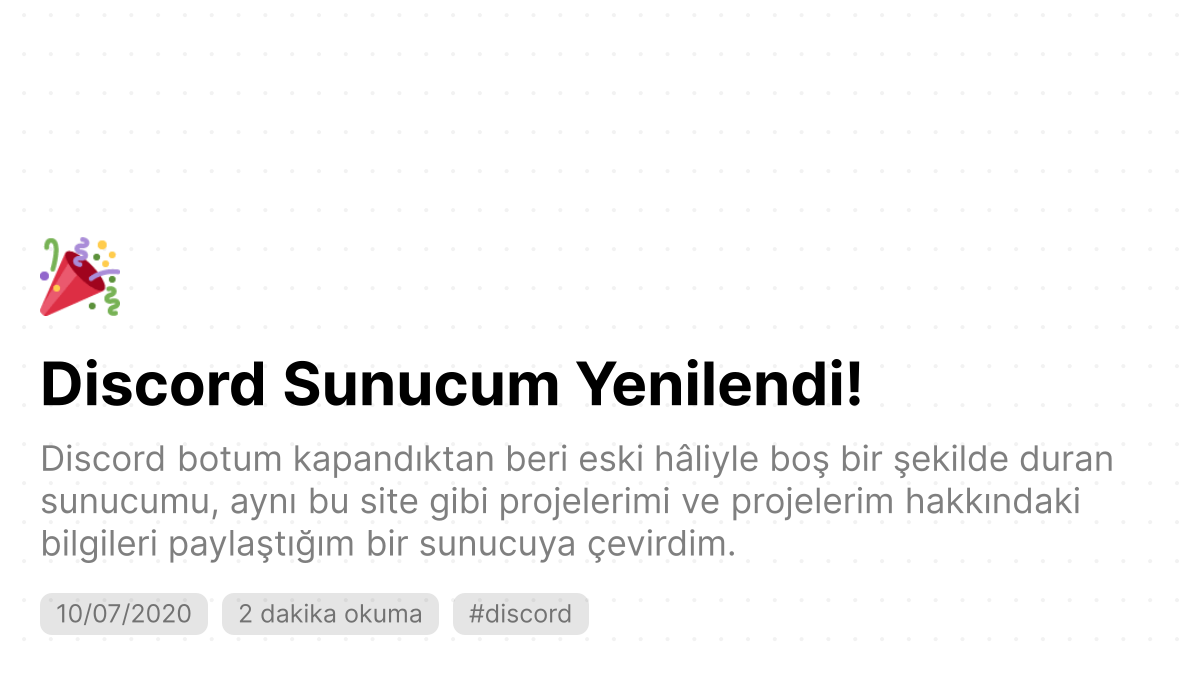 Discord Sunucum Yenilendi!
Discord botum kapandıktan beri eski hâliyle boş bir şekilde duran
sunucumu, aynı bu site gibi projelerimi ve projelerim hakkındaki
bilgileri paylaştığım bir sunucuya çevirdim.
10/07/2020 2 dakika okuma #discord